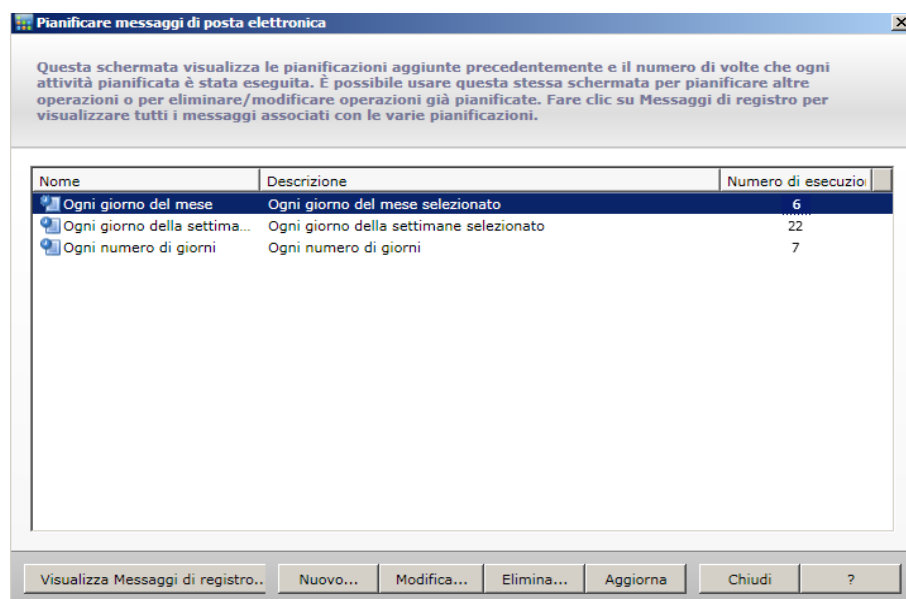 Pianificare messaggi di posta elettronica
Questa schermata visualizza le pianificazioni aggiunte precedentemente e il numero di volte che ogni
attività pianificata è stata eseguita. È possibile usare questa stessa schermata per pianificare altre
operazioni o per eliminare/modificare operazioni già pianificate. Fare clic su Messaggi di registro per
visualizzare tutti i messaggi associati con le varie pianificazioni.
Nome Descrizione Numero di esecuzio
Ogni giorno del mese Ogni giorno del mese selezionato 6
Ogni giorno della settima... Ogni giorno della settimane selezionato 22
Ogni numero di giorni Ogni numero di giorni 7
Visualizza Messaggi di registro.. Nuovo... Modifica... Elimina... Aggiorna Chiudi ?